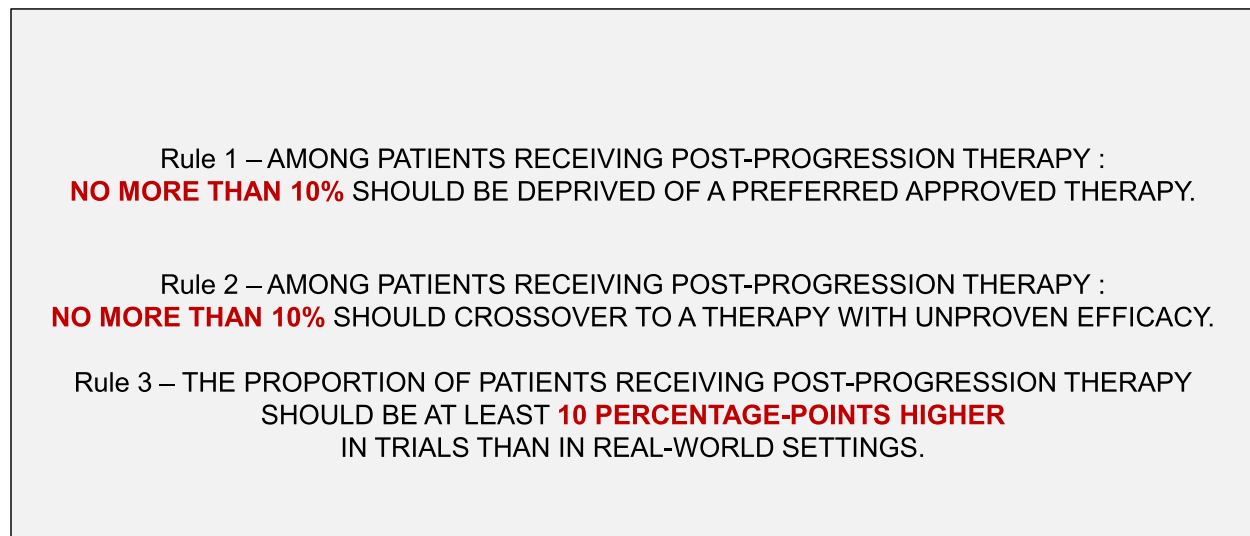 Rule 1 – AMONG PATIENTS RECEIVING POST-PROGRESSION THERAPY :
NO MORE THAN 10% SHOULD BE DEPRIVED OF A PREFERRED APPROVED THERAPY.
Rule 2 – AMONG PATIENTS RECEIVING POST-PROGRESSION THERAPY :
NO MORE THAN 10% SHOULD CROSSOVER TO A THERAPY WITH UNPROVEN EFFICACY.
Rule 3 – THE PROPORTION OF PATIENTS RECEIVING POST-PROGRESSION THERAPY
SHOULD BE AT LEAST 10 PERCENTAGE-POINTS HIGHER
IN TRIALS THAN IN REAL-WORLD SETTINGS.